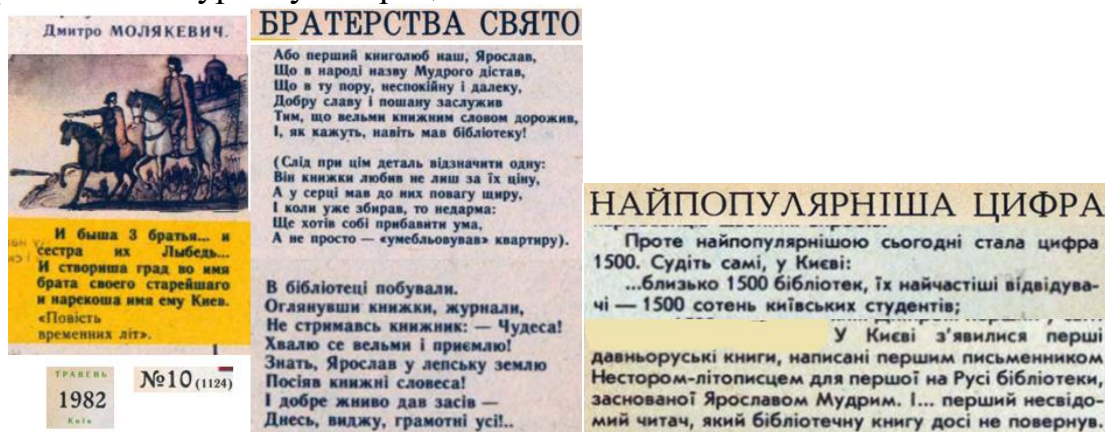 Дмитро МОЛЯКЕВИЧ.
И быша 3 братья... и
сестра их Лыбедь...
И створиша град во имя
брата своего старейшаго
и нарекоша имя ему Киев.
«Повість
временних літ».
ТРАВЕНЬ
1982
Київ
№10 (1124)
БРАТЕРСТВА СВЯТО
Або перший книголюб наш, Ярослав,
Що в народі назву Мудрого дістав,
Що в ту пору, неспокійну і далеку,
Добру славу і пошану заслужив
Тим, що вельми книжним словом дорожив,
І, як кажуть, навіть мав бібліотеку!
(Слід при цім деталь відзначити одну:
Він книжки любив не лиш за їх ціну,
А у серці мав до них повагу щиру,
І коли уже збирав, то недарма:
Ще хотів собі прибавити ума,
А не просто — «умебльовував» квартиру).
В бібліотеці побували.
Оглянувши книжки, журнали,
Не стримавсь книжник: — Чудеса!
Хвалю се вельми і приємлю!
Знать, Ярослав у лепську землю
Посіяв книжні словеса!
І добре жниво дав засів —
Днесь, виджу, грамотні усі!..
НАЙПОПУЛЯРНІША ЦИФРА
Проте найпопулярнішою сьогодні стала цифра
1500. Судіть самі, у Києві:
...близько 1500 бібліотек, їх найчастіші відвідува-
чі — 1500 сотень київських студентів;
У Києві з'явилися перші
давньоруські книги, написані першим письменником
Нестором-літописцем для першої на Русі бібліотеки,
заснованої Ярославом Мудрим. І... перший несвідо-
мий читач, який бібліотечну книгу досі не повернув.